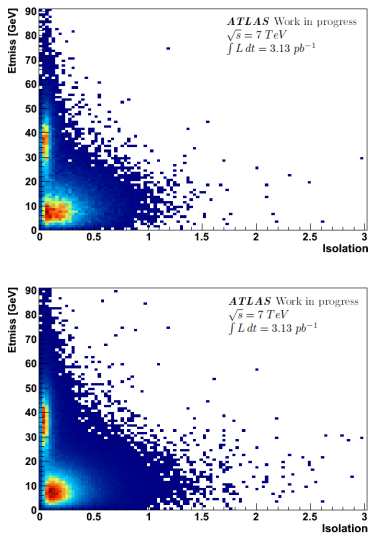 Etmiss [GeV]
90
80
70
60
50
40
30
20
10
0
ATLAS Work in progress
√s = 7 TeV
∫ L dt = 3.13 pb⁻¹
0 0.5 1 1.5 2 2.5 3
Isolation
Etmiss [GeV]
90
80
70
60
50
40
30
20
10
0
ATLAS Work in progress
√s = 7 TeV
∫ L dt = 3.13 pb⁻¹
0 0.5 1 1.5 2 2.5 3
Isolation